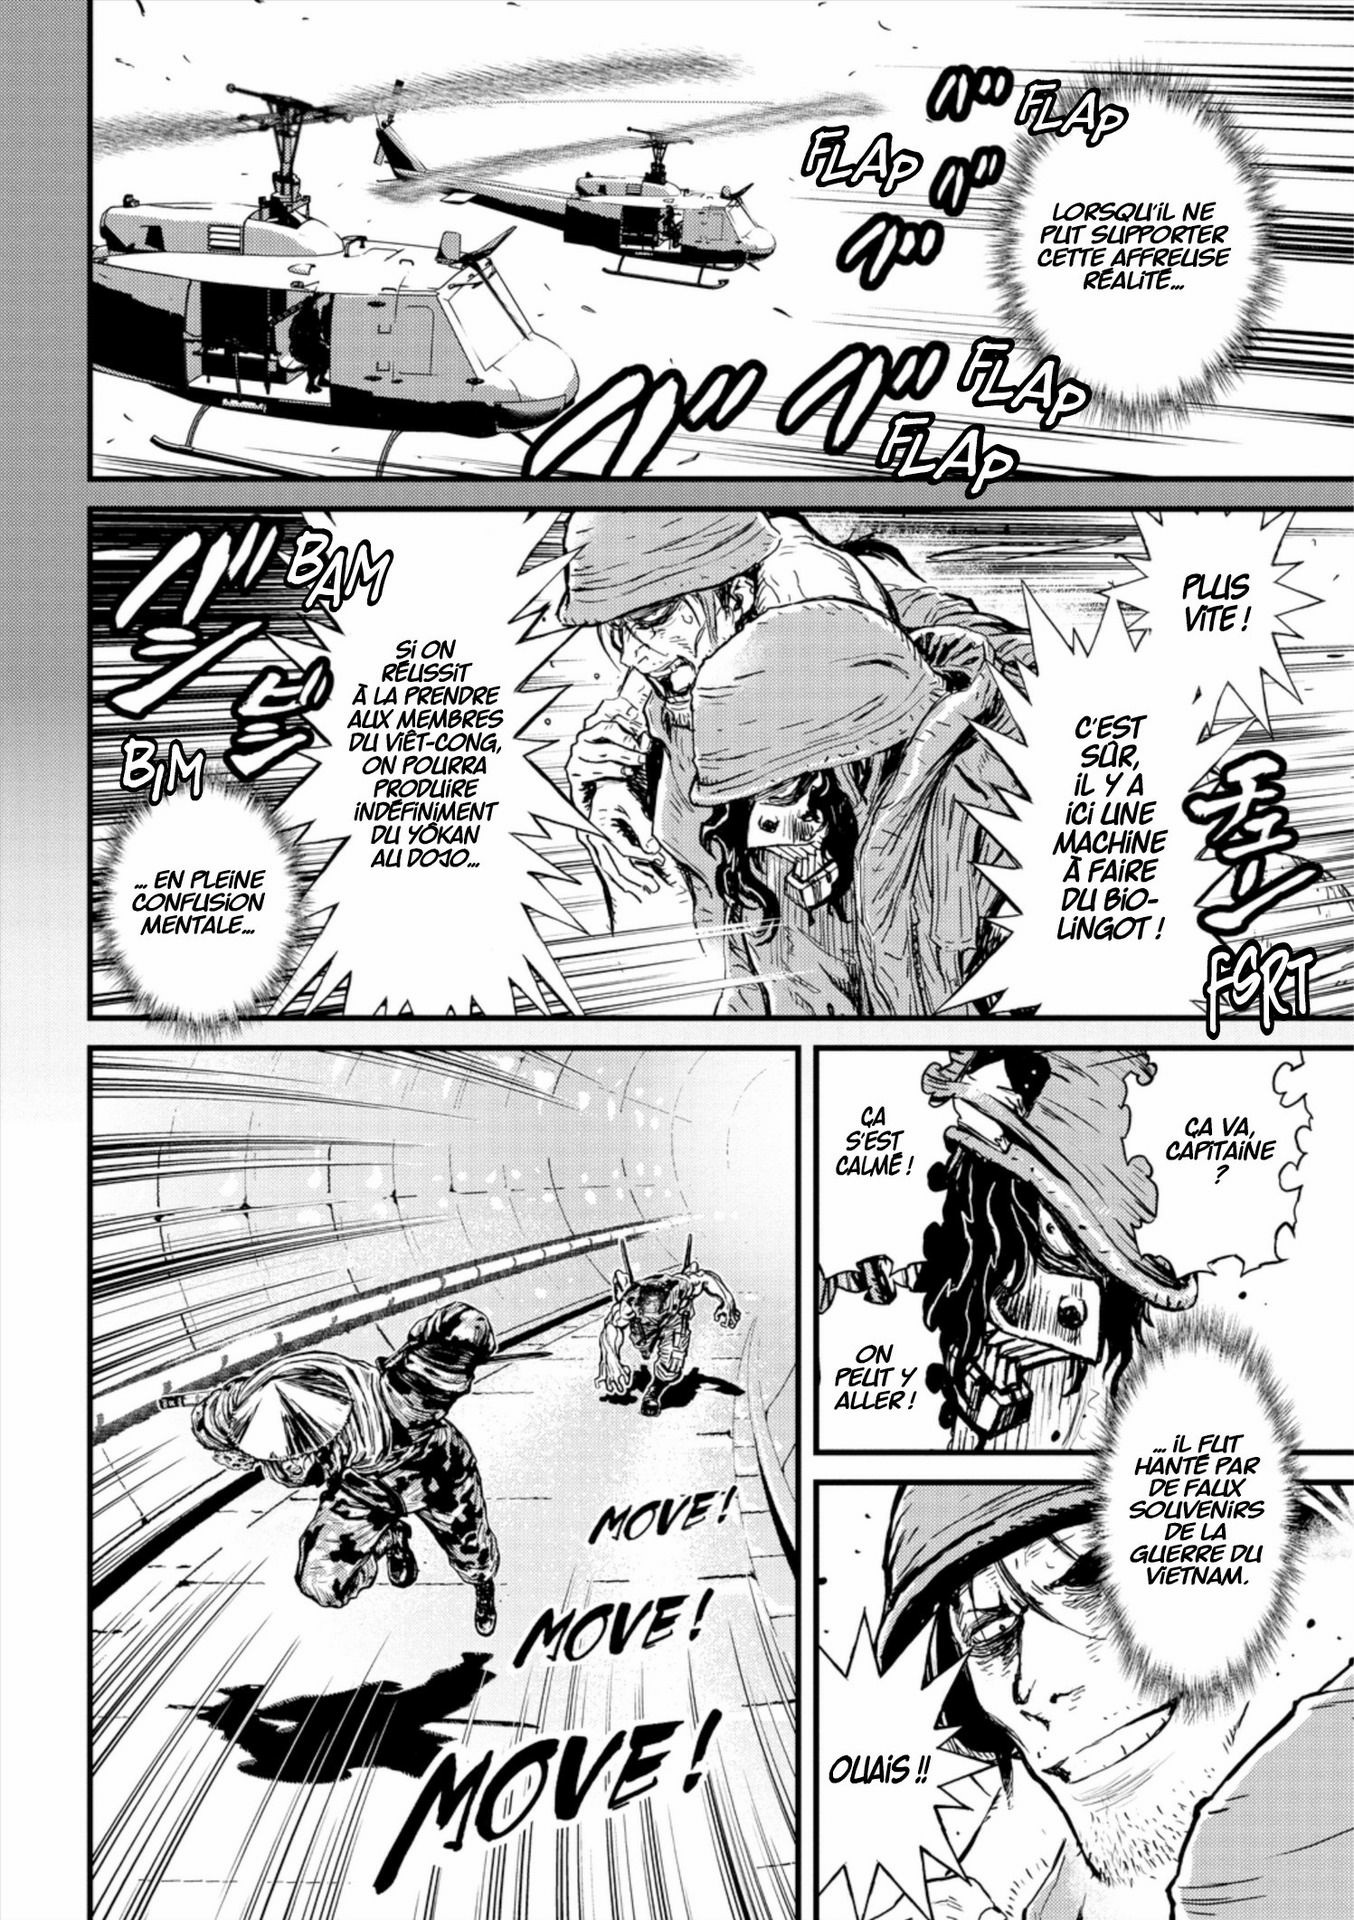 LORSQU'IL NE
PUT SUPPORTER
CETTE AFFREUSE
RÉALITÉ...
FLAP
FLAP
FLAP
FLAP
PLUS
VITE !
C'EST
SÛR,
IL Y A
ICI UNE
MACHINE
À FAIRE
DU BIO-
LINGOT !
FSRT
SI ON
RÉUSSIT
À LA PRENDRE
AUX MEMBRES
DU VIÊT-CONG,
ON POURRA
PRODUIRE
INDÉFINIMENT
DU YÔKAN
AU DOJO...
BAM
BIM
... EN PLEINE
CONFUSION
MENTALE...
ÇA VA,
CAPITAINE
?
ÇA
S'EST
CALMÉ !
ON
PEUT Y
ALLER !
... IL FUT
HANTÉ PAR
DE FAUX
SOUVENIRS
DE LA
GUERRE DU
VIETNAM.
OUAIS !!
MOVE !
MOVE !
MOVE !